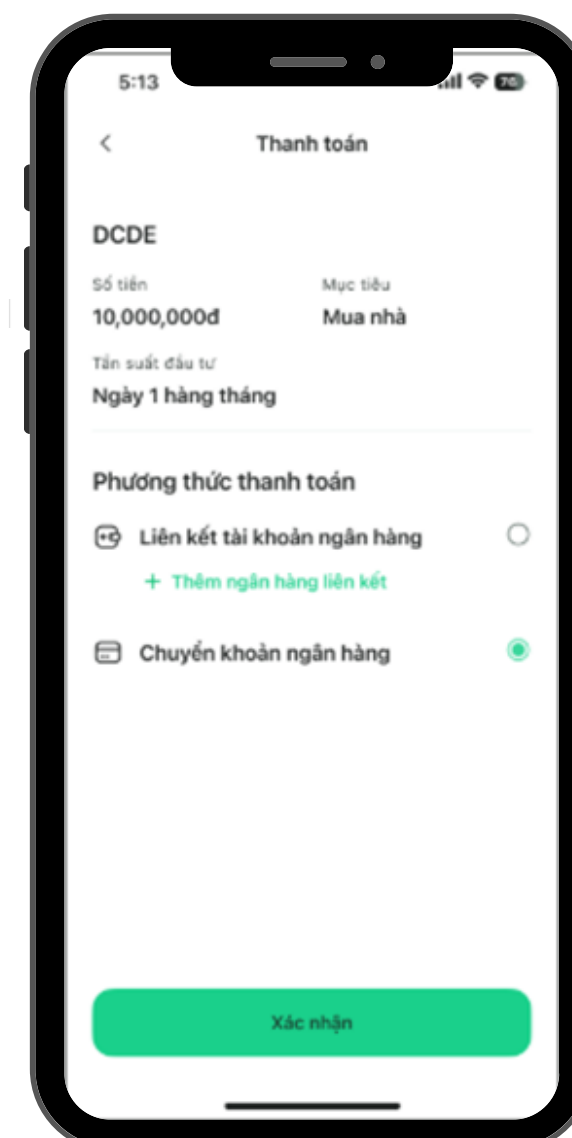 5:13
76
Thanh toán
DCDE
Số tiền
Mục tiêu
10,000,000đ
Mua nhà
Tần suất đầu tư
Ngày 1 hàng tháng
Phương thức thanh toán
Liên kết tài khoản ngân hàng
+ Thêm ngân hàng liên kết
Chuyển khoản ngân hàng
Xác nhận